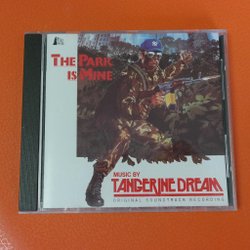 THE PARK
IS MINE
MUSIC BY
TANGERINE DREAM
ORIGINAL SOUNDTRACK RECORDING